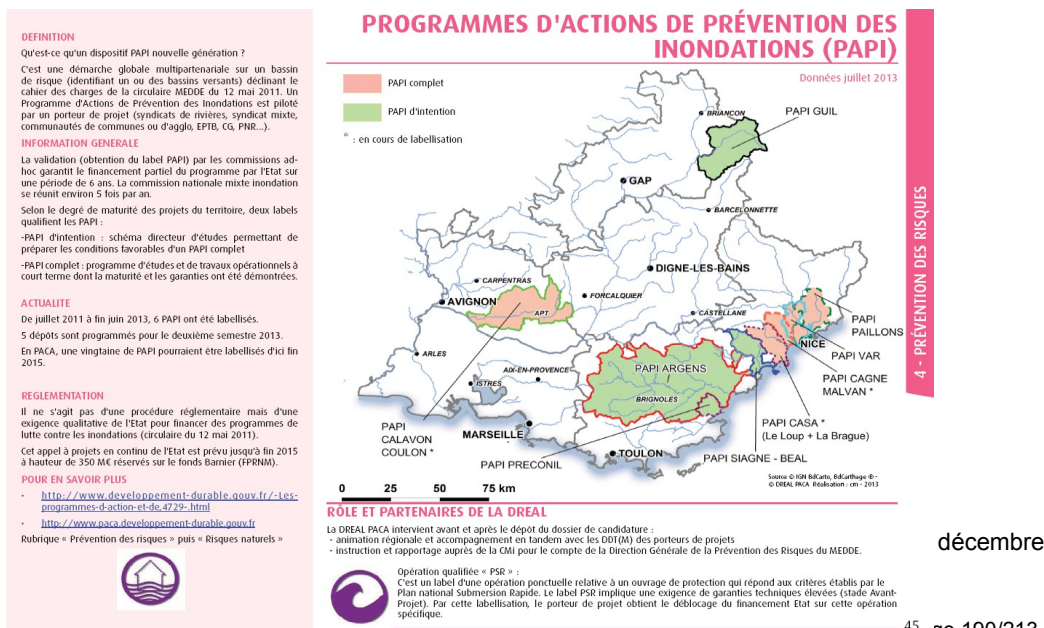 DEFINITION
Qu'est-ce qu'un dispositif PAPI nouvelle génération ?
C'est une démarche globale multipartenariale sur un bassin
de risque (identifiant un ou des bassins versants) déclinant le
cahier des charges de la circulaire MEDDE du 12 mai 2011. Un
Programme d'Actions de Prévention des Inondations est piloté
par un porteur de projet (syndicats de rivières, syndicat mixte,
communautés de communes ou d'agglo, EPTB, CG, PNR...).
INFORMATION GENERALE
La validation (obtention du label PAPI) par les commissions ad-
hoc garantit le financement partiel du programme par l'Etat sur
une période de 6 ans. La commission nationale mixte inondation
se réunit environ 5 fois par an.
Selon le degré de maturité des projets du territoire, deux labels
qualifient les PAPI :
-PAPI d'intention : schéma directeur d'études permettant de
préparer les conditions favorables d'un PAPI complet
-PAPI complet : programme d'études et de travaux opérationnels à
court terme dont la maturité et les garanties ont été démontrées.
ACTUALITE
De juillet 2011 à fin juin 2013, 6 PAPI ont été labellisés.
5 dépôts sont programmés pour le deuxième semestre 2013.
En PACA, une vingtaine de PAPI pourraient être labellisés d'ici fin
2015.
REGLEMENTATION
Il ne s'agit pas d'une procédure réglementaire mais d'une
exigence qualitative de l'Etat pour financer des programmes de
lutte contre les inondations (circulaire du 12 mai 2011).
Cet appel à projets en continu de l'Etat est prévu jusqu'à fin 2015
à hauteur de 350 M€ réservés sur le fonds Barnier (FPRNM).
POUR EN SAVOIR PLUS
• http://www.developpement-durable.gouv.fr/-Les-
programmes-d-action-et-de,4729-.html
• http://www.paca.developpement-durable.gouv.fr
Rubrique « Prévention des risques » puis « Risques naturels »
PROGRAMMES D'ACTIONS DE PRÉVENTION DES
INONDATIONS (PAPI)
Données juillet 2013
PAPI complet
PAPI d'intention
* : en cours de labellisation
BRIANÇON
PAPI GUIL
GAP
BARCELONNETTE
DIGNE-LES-BAINS
CARPENTRAS
AVIGNON
APT
FORCALQUIER
CASTELLANE
PAPI
PAILLONS
NICE
PAPI VAR
ARLES
AIX-EN-PROVENCE
PAPI ARGENS
PAPI CAGNE
MALVAN *
ISTRES
BRIGNOLES
PAPI
CALAVON
COULON *
MARSEILLE
PAPI CASA *
(Le Loup + La Brague)
PAPI PRECONIL
TOULON
PAPI SIAGNE - BEAL
0 25 50 75 km
Source © IGN BdCarto, BdCarthage ® -
© DREAL PACA Réalisation : cm - 2013
4 - PRÉVENTION DES RISQUES
RÔLE ET PARTENAIRES DE LA DREAL
La DREAL PACA intervient avant et après le dépôt du dossier de candidature :
- animation régionale et accompagnement en tandem avec les DDT(M) des porteurs de projets
- instruction et rapportage auprès de la CMi pour le compte de la Direction Générale de la Prévention des Risques du MEDDE.
Opération qualifiée « PSR » :
C'est un label d'une opération ponctuelle relative à un ouvrage de protection qui répond aux critères établis par le
Plan national Submersion Rapide. Le label PSR implique une exigence de garanties techniques élevées (stade Avant-
Projet). Par cette labellisation, le porteur de projet obtient le déblocage du financement Etat sur cette opération
spécifique.
décembre
45
ge 190/213